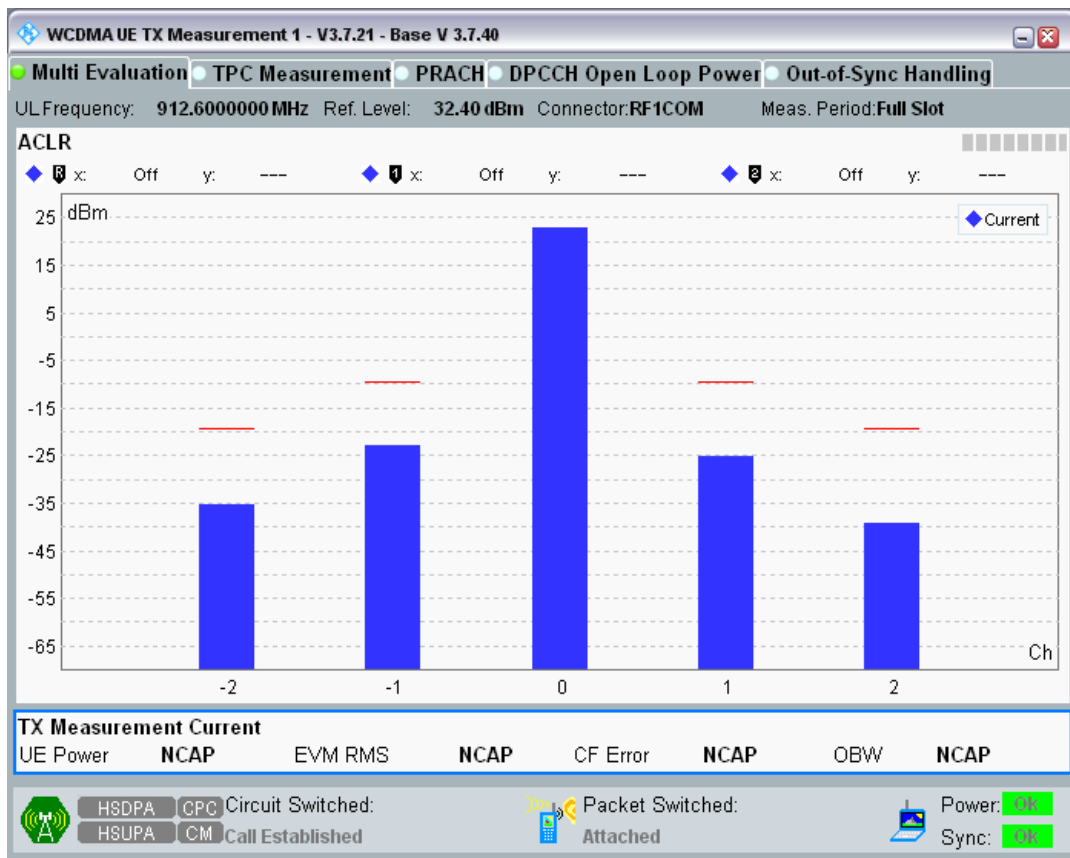 WCDMA UE TX Measurement 1 - V3.7.21 - Base V 3.7.40
Multi Evaluation TPC Measurement PRACH DPCCH Open Loop Power Out-of-Sync Handling
UL Frequency: 912.6000000 MHz Ref. Level: 32.40 dBm Connector:RF1COM Meas. Period:Full Slot
ACLR
R x: Off y: --- 1 x: Off y: --- 2 x: Off y: ---
dBm
Current
25
15
5
-5
-15
-25
-35
-45
-55
-65
Ch
-2 -1 0 1 2
TX Measurement Current
UE Power NCAP EVM RMS NCAP CF Error NCAP OBW NCAP
HSDPA CPC Circuit Switched: Packet Switched: Power: Ok
HSUPA CM Call Established Attached Sync: Ok